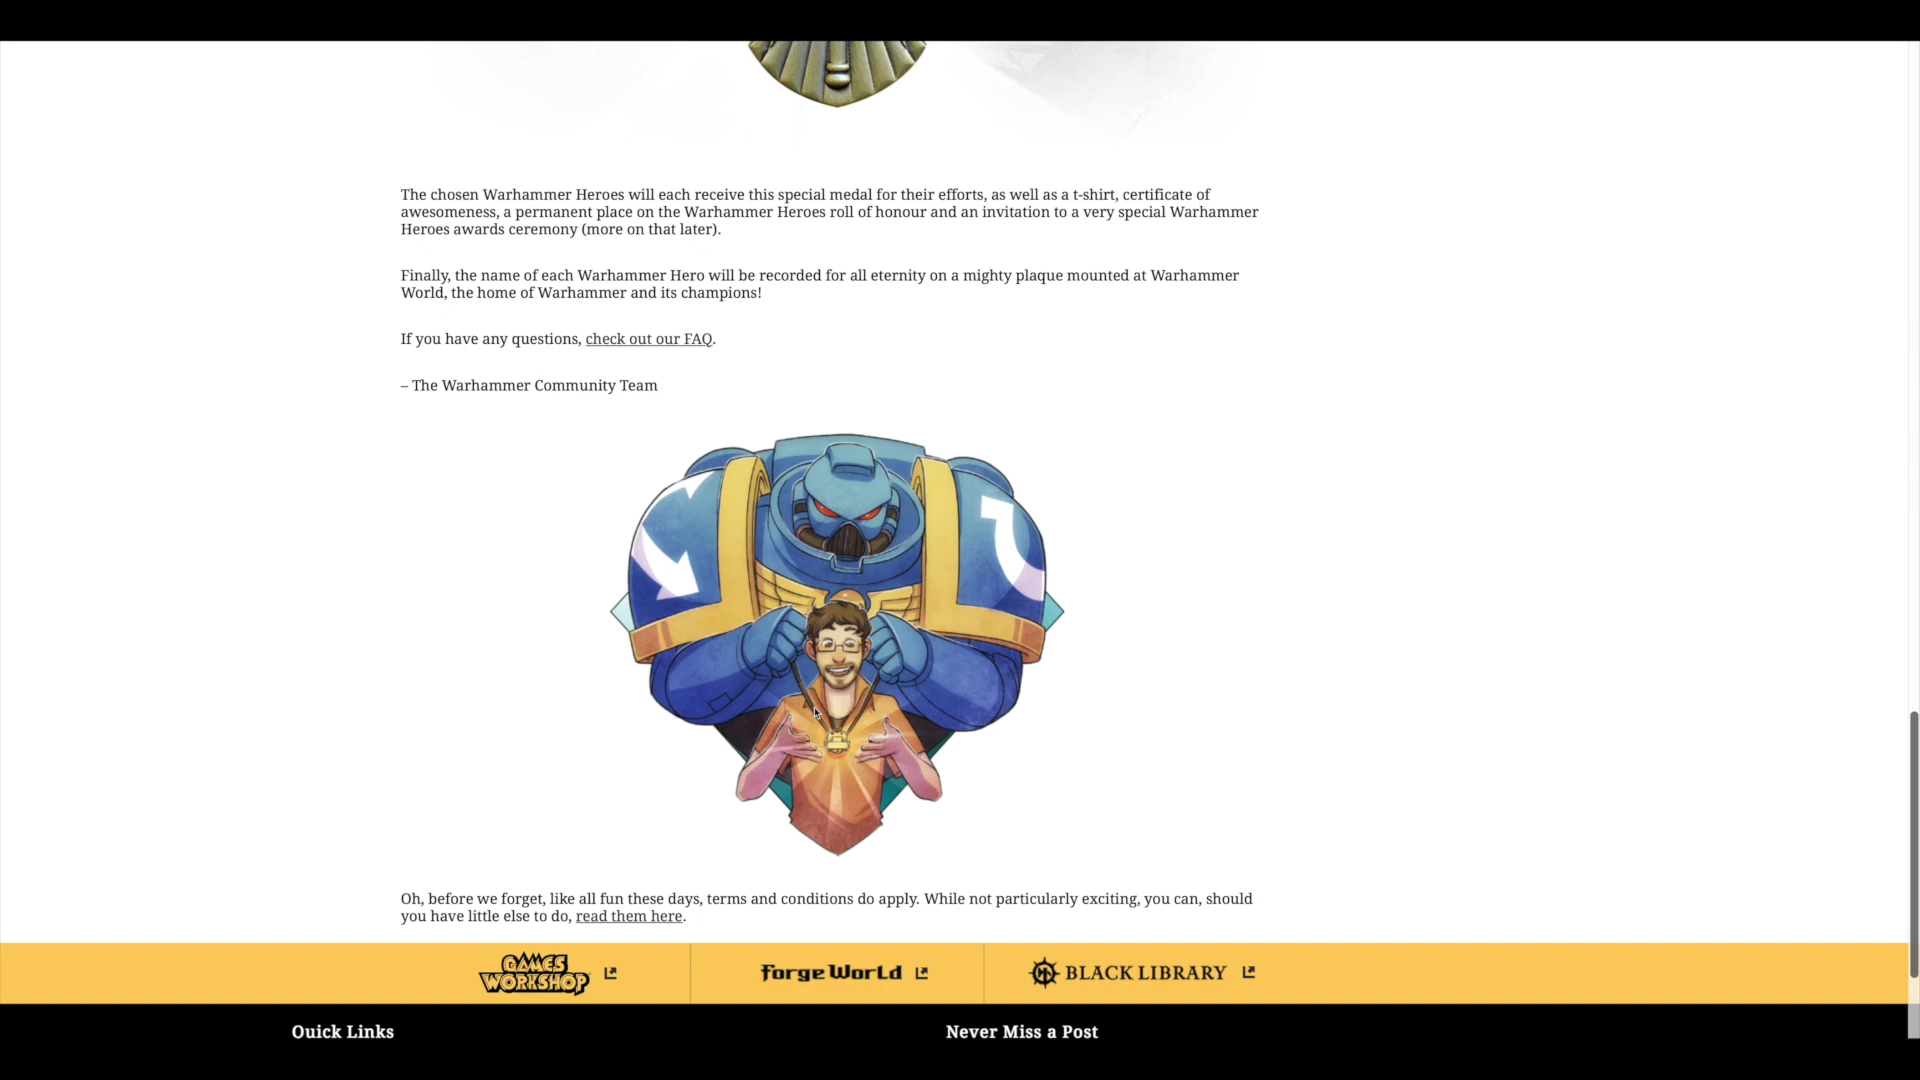 The chosen Warhammer Heroes will each receive this special medal for their efforts, as well as a t-shirt, certificate of
awesomeness, a permanent place on the Warhammer Heroes roll of honour and an invitation to a very special Warhammer
Heroes awards ceremony (more on that later).
Finally, the name of each Warhammer Hero will be recorded for all eternity on a mighty plaque mounted at Warhammer
World, the home of Warhammer and its champions!
If you have any questions, check out our FAQ.
– The Warhammer Community Team
Oh, before we forget, like all fun these days, terms and conditions do apply. While not particularly exciting, you can, should
you have little else to do, read them here.
GAMES
WORKSHOP
forgeWorld
BLACK LIBRARY
Quick Links
Never Miss a Post